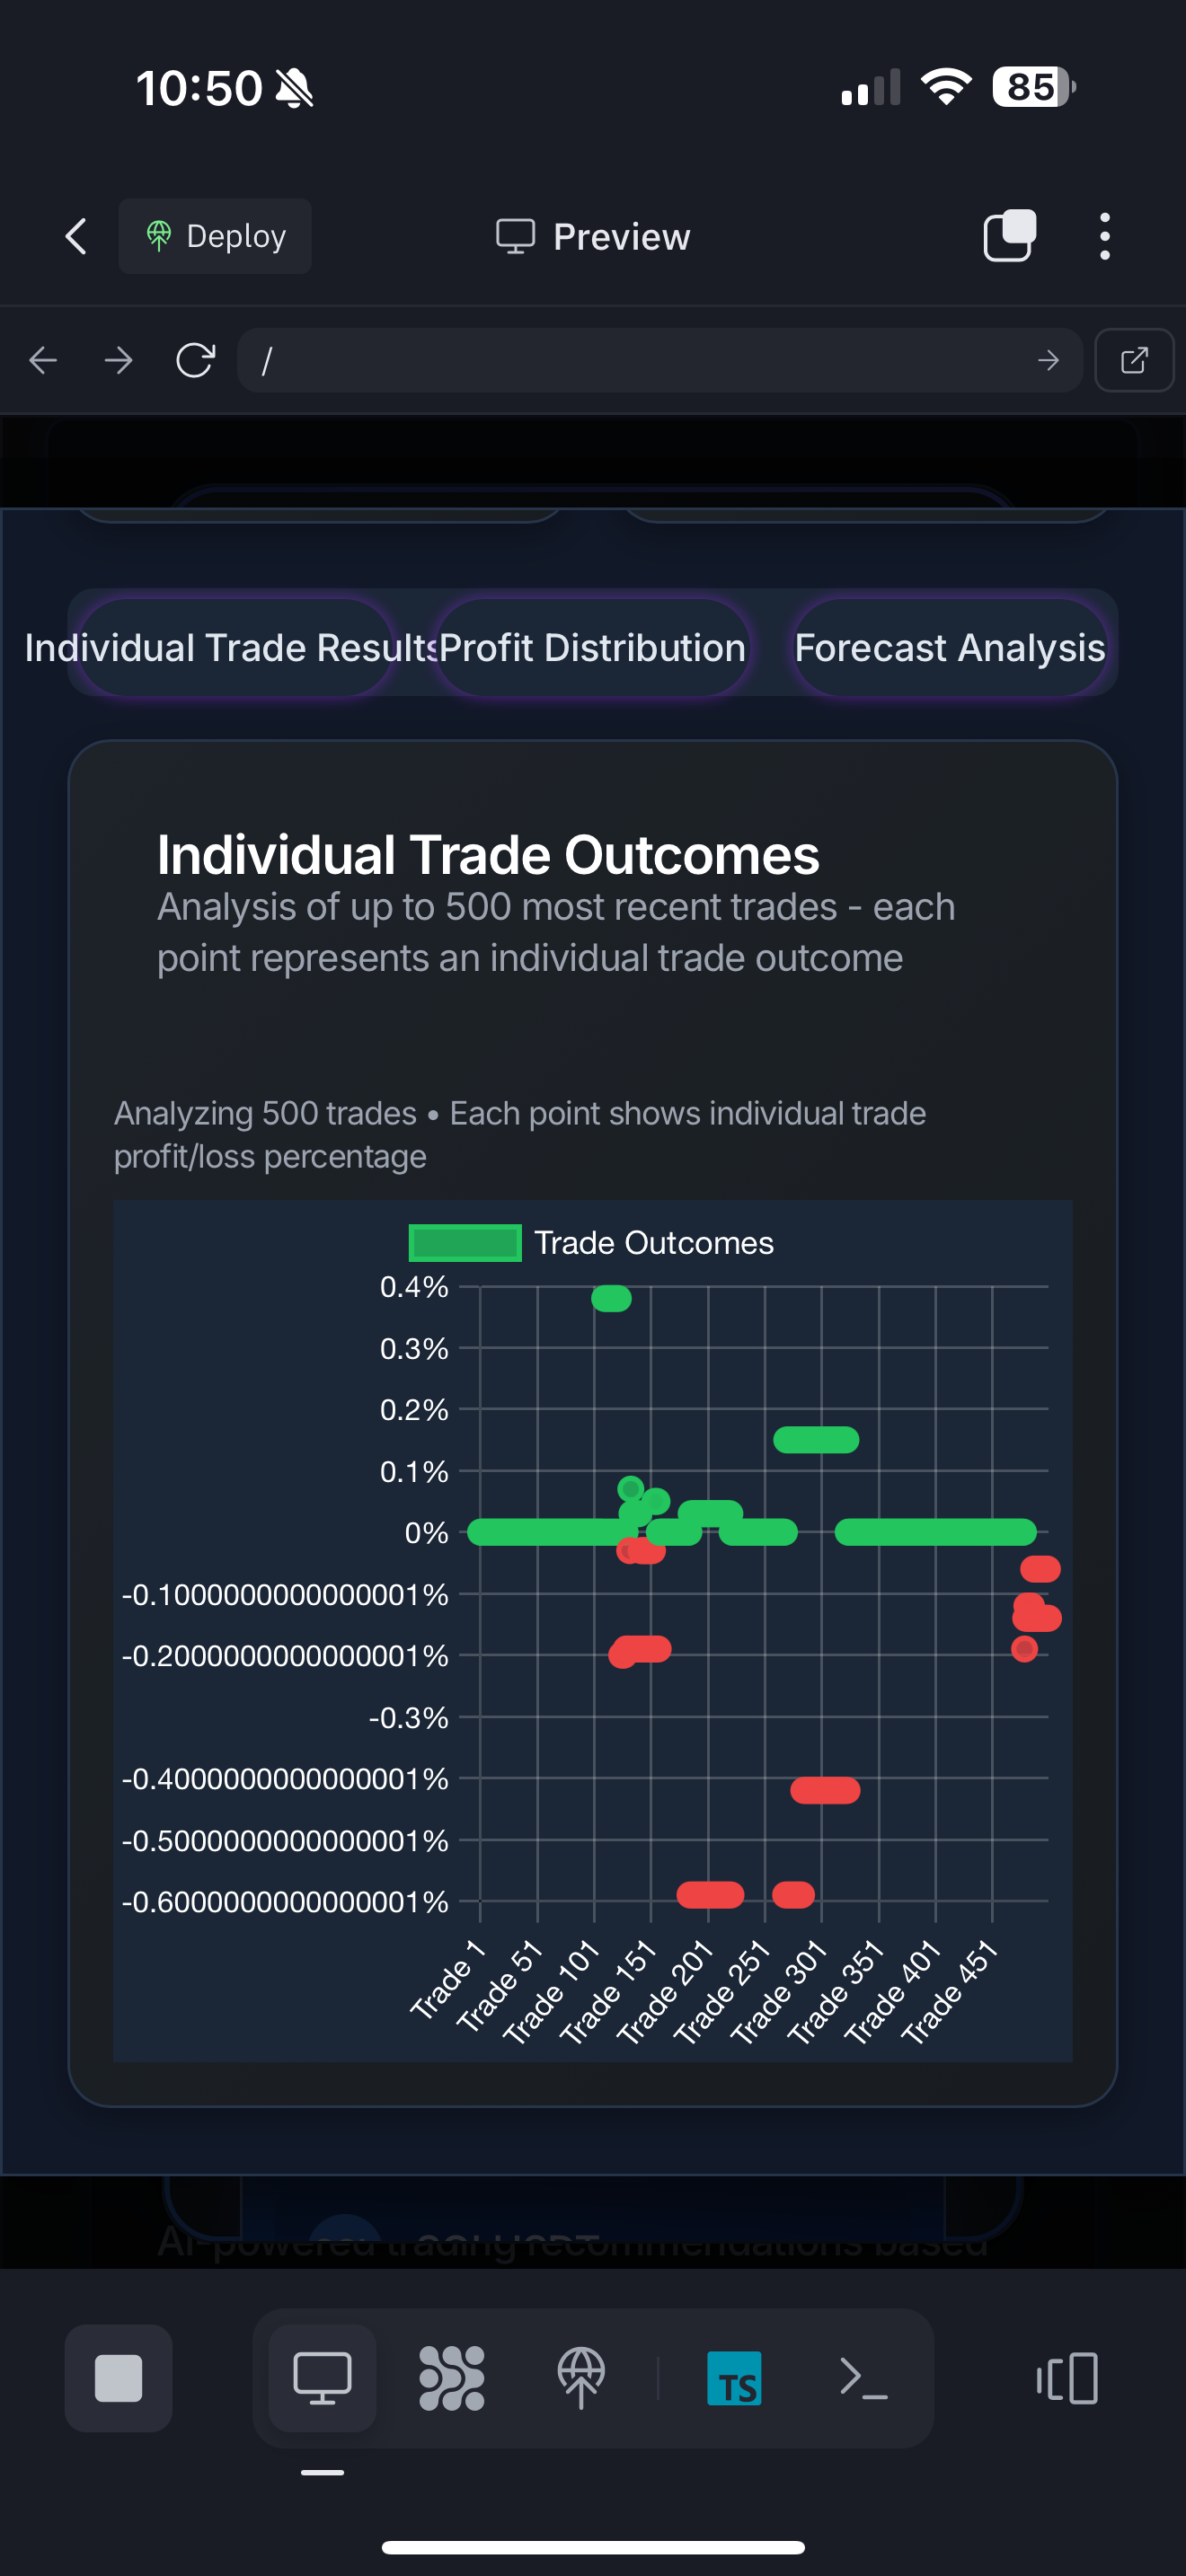 10:50
85
Deploy
Preview
/
Individual Trade Results
Profit Distribution
Forecast Analysis
Individual Trade Outcomes
Analysis of up to 500 most recent trades - each
point represents an individual trade outcome
Analyzing 500 trades • Each point shows individual trade
profit/loss percentage
Trade Outcomes
0.4%
0.3%
0.2%
0.1%
0%
-0.1000000000000001%
-0.2000000000000001%
-0.3%
-0.4000000000000001%
-0.5000000000000001%
-0.6000000000000001%
Trade 1
Trade 51
Trade 101
Trade 151
Trade 201
Trade 251
Trade 301
Trade 351
Trade 401
Trade 451
AI-powered trading recommendations based
TS